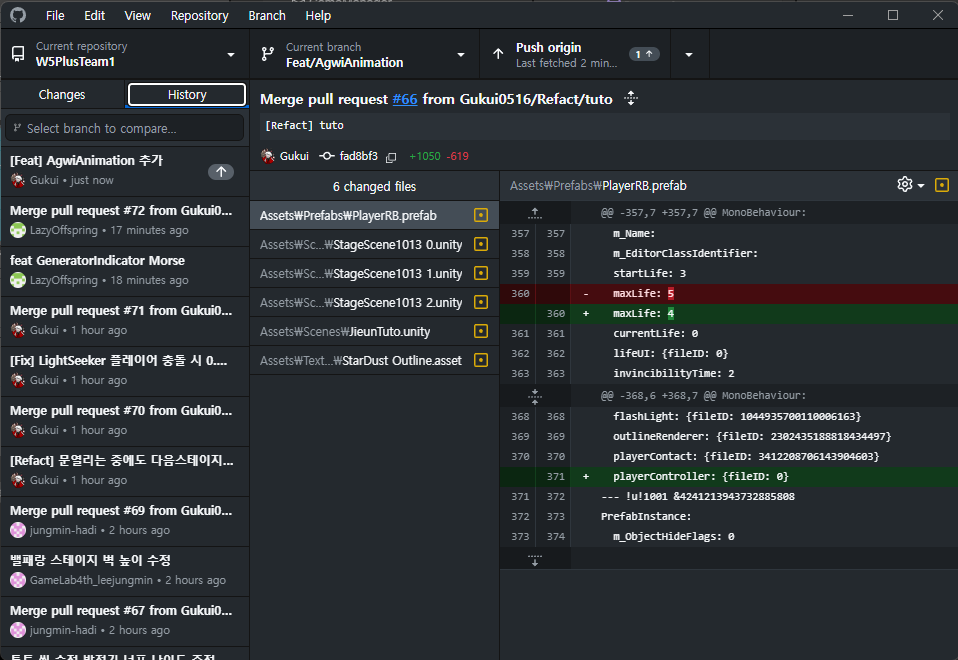 File Edit View Repository Branch Help
Current repository
W5PlusTeam1
Current branch
Feat/AgwiAnimation
Push origin
Last fetched 2 min...
1
Changes
History
Select branch to compare...
[Feat] AgwiAnimation 추가
Gukui • just now
Merge pull request #72 from Gukui0...
LazyOffspring • 17 minutes ago
feat GeneratorIndicator Morse
LazyOffspring • 18 minutes ago
Merge pull request #71 from Gukui0...
Gukui • 1 hour ago
[Fix] LightSeeker 플레이어 충돌 시 0....
Gukui • 1 hour ago
Merge pull request #70 from Gukui0...
Gukui • 1 hour ago
[Refact] 문열리는 중에도 다음스테이지...
Gukui • 1 hour ago
Merge pull request #69 from Gukui0...
jungmin-hadi • 2 hours ago
밸패랑 스테이지 벽 높이 수정
GameLab4th_leejungmin • 2 hours ago
Merge pull request #67 from Gukui0...
jungmin-hadi • 2 hours ago
Merge pull request #66 from Gukui0516/Refact/tuto
[Refact] tuto
Gukui fad8bf3 +1050 -619
6 changed files
Assets₩Prefabs₩PlayerRB.prefab
Assets₩Sc...₩StageScene1013 0.unity
Assets₩Sc...₩StageScene1013 1.unity
Assets₩Sc...₩StageScene1013 2.unity
Assets₩Scenes₩JieunTuto.unity
Assets₩Text...₩StarDust Outline.asset
Assets₩Prefabs₩PlayerRB.prefab
@@ -357,7 +357,7 @@ MonoBehaviour:
357 357 m_Name:
358 358 m_EditorClassIdentifier:
359 359 startLife: 3
360 - maxLife: 5
360 + maxLife: 4
361 361 currentLife: 0
362 362 lifeUI: {fileID: 0}
363 363 invincibilityTime: 2
@@ -368,6 +368,7 @@ MonoBehaviour:
368 368 flashLight: {fileID: 1044935700110006163}
369 369 outlineRenderer: {fileID: 2302435188818434497}
370 370 playerContact: {fileID: 3412208706143904603}
371 + playerController: {fileID: 0}
371 372 --- !u!1001 &4241213943732885808
372 373 PrefabInstance:
373 374 m_ObjectHideFlags: 0